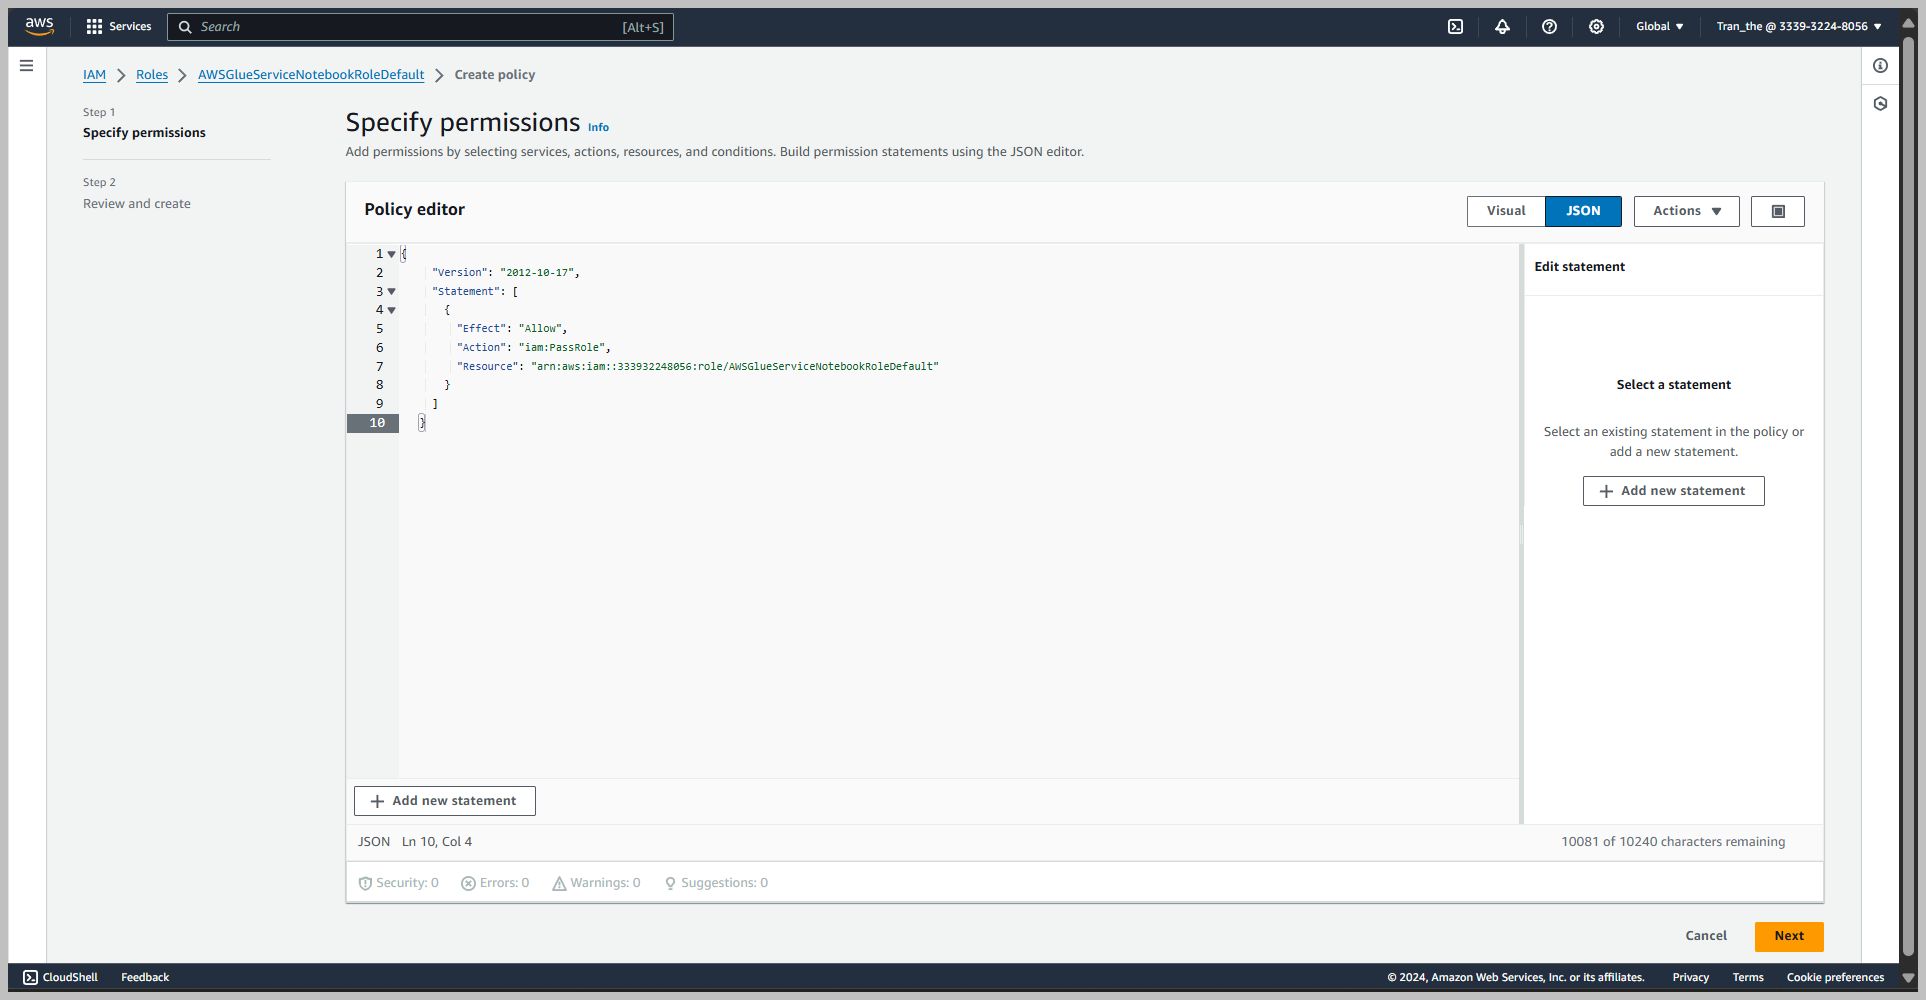 aws
Services
Search
[Alt+S]
Global
Tran_the @ 3339-3224-8056
IAM
Roles
AWSGlueServiceNotebookRoleDefault
Create policy
Step 1
Specify permissions
Step 2
Review and create
Specify permissions Info
Add permissions by selecting services, actions, resources, and conditions. Build permission statements using the JSON editor.
Policy editor
Visual
JSON
Actions
1 {
2 "Version": "2012-10-17",
3 "Statement": [
4 {
5 "Effect": "Allow",
6 "Action": "iam:PassRole",
7 "Resource": "arn:aws:iam::333932248056:role/AWSGlueServiceNotebookRoleDefault"
8 }
9 ]
10 }
Edit statement
Select a statement
Select an existing statement in the policy or
add a new statement.
Add new statement
Add new statement
JSON Ln 10, Col 4
10081 of 10240 characters remaining
Security: 0
Errors: 0
Warnings: 0
Suggestions: 0
Cancel
Next
CloudShell
Feedback
© 2024, Amazon Web Services, Inc. or its affiliates.
Privacy
Terms
Cookie preferences